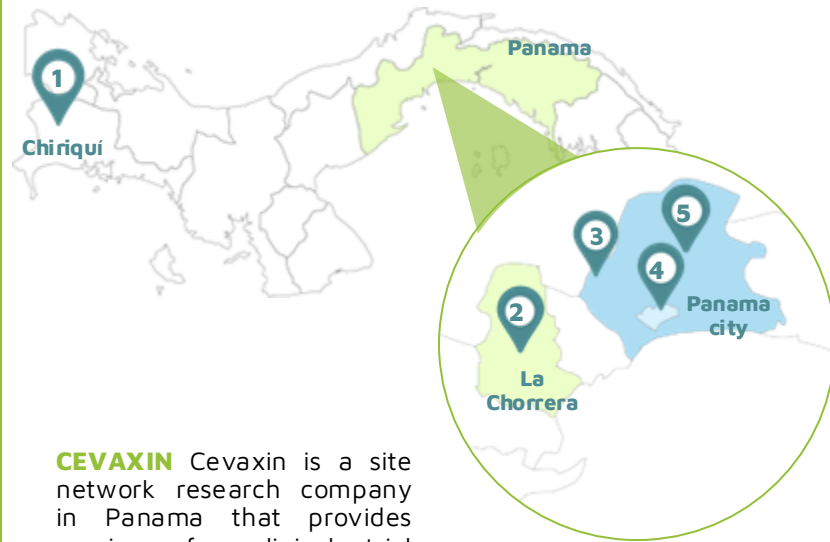 Panama
1
Chiriquí
5
3
4
2
Panama
city
La
Chorrera
CEVAXIN Cevaxin is a site
network research company
in Panama that provides